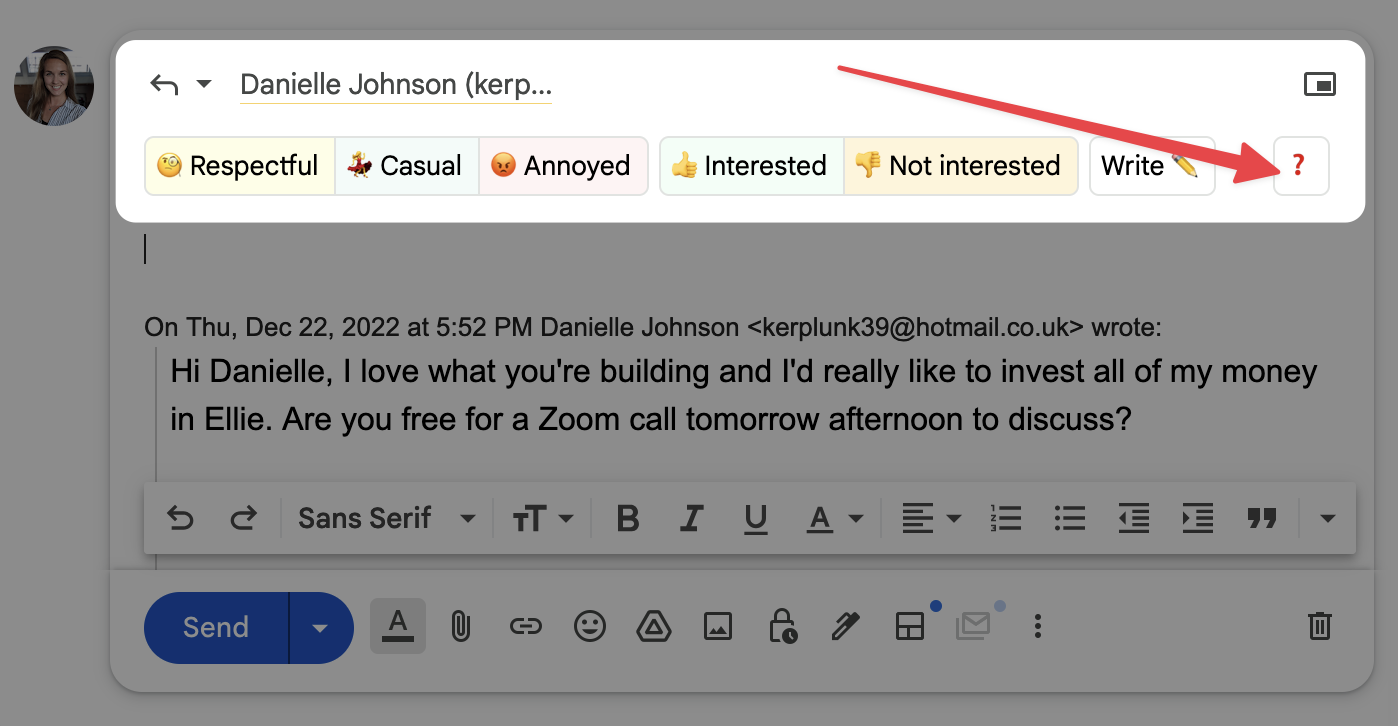 Danielle Johnson (kerp...
🧐 Respectful 💃 Casual 😡 Annoyed 👍 Interested 👎 Not interested Write ✏️ ❓
On Thu, Dec 22, 2022 at 5:52 PM Danielle Johnson <kerplunk39@hotmail.co.uk> wrote:
Hi Danielle, I love what you're building and I'd really like to invest all of my money
in Ellie. Are you free for a Zoom call tomorrow afternoon to discuss?
Sans Serif
Send